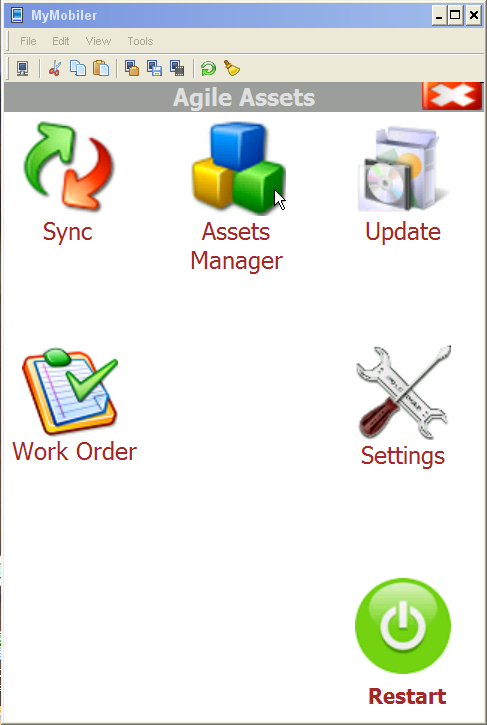 MyMobiler
File Edit View Tools
Agile Assets
Sync
Assets
Manager
Update
Work Order
Settings
Restart